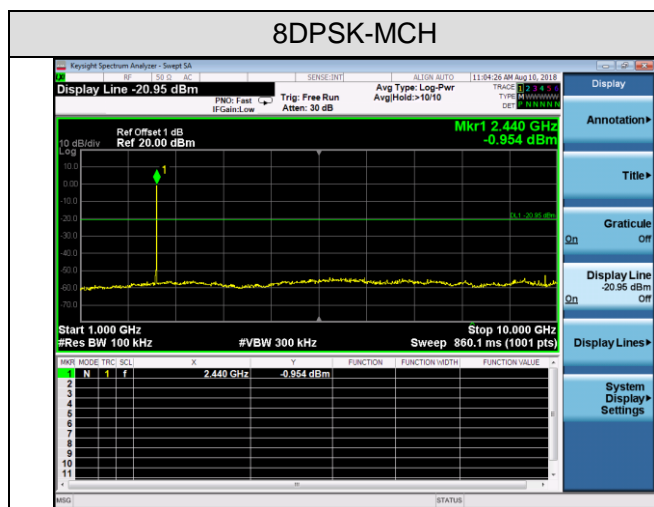 8DPSK-MCH
Keysight Spectrum Analyzer - Swept SA
RF 50 Ω AC SENSE:INT ALIGN AUTO 11:04:26 AM Aug 10, 2018
Display Line -20.95 dBm
PNO: Fast
IFGain:Low
Trig: Free Run
Atten: 30 dB
Avg Type: Log-Pwr
Avg|Hold:>10/10
TRACE 1 2 3 4 5 6
TYPE M WWWWW
DET P N N N N N
Ref Offset 1 dB
Ref 20.00 dBm
10 dB/div
Log
Mkr1 2.440 GHz
-0.954 dBm
1
10.0
0.00
-10.0
-20.0
-30.0
-40.0
-50.0
-60.0
-70.0
DL1 -20.95 dBm
Start 1.000 GHz
Stop 10.000 GHz
#Res BW 100 kHz
#VBW 300 kHz
Sweep 860.1 ms (1001 pts)
MKR MODE TRC SCL X Y FUNCTION FUNCTION WIDTH FUNCTION VALUE
1 N 1 f 2.440 GHz -0.954 dBm
2
3
4
5
6
7
8
9
10
11
MSG
STATUS
Display
Annotation
Title
Graticule
On Off
Display Line
-20.95 dBm
On Off
Display Lines
System
Display
Settings